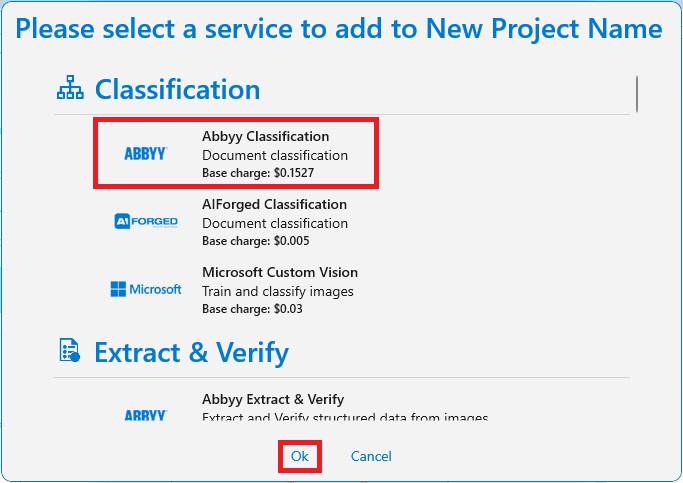 Please select a service to add to New Project Name
Classification
ABBYY
Abbyy Classification
Document classification
Base charge: $0.1527
AI FORGED
AIForged Classification
Document classification
Base charge: $0.005
Microsoft
Microsoft Custom Vision
Train and classify images
Base charge: $0.03
Extract & Verify
ABBYY
Abbyy Extract & Verify
Extract and Verify structured data from images
Ok Cancel